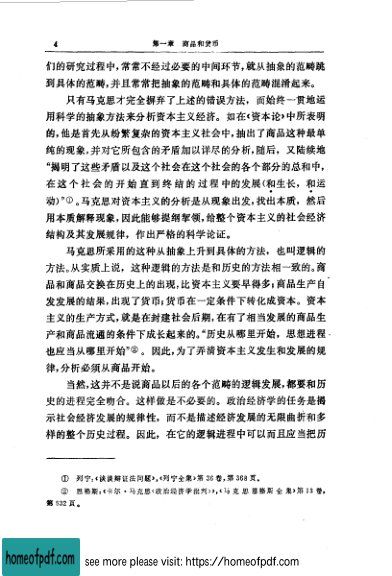 4 第一章 商品和货币
们的研究过程中,常常不经过必要的中间环节,就从抽象的范畴跳
到具体的范畴,并且常常把抽象的范畴和具体的范畴混淆起来。
只有马克思才完全摒弃了上述的错误方法,而始终一贯地运
用科学的抽象方法来分析资本主义经济。如在《资本论》中所表明
的,他是首先从纷繁复杂的资本主义社会中,抽出了商品这种最单
纯的现象,并对它所包含的矛盾加以详尽的分析,随后,又陆续地
“揭明了这些矛盾以及这个社会在这个社会的各个部分的总和中,
在这个社会的开始直到终结的过程中的发展(和生长,和运
动)”①。马克思对资本主义的分析是从现象出发,找出本质,然后
用本质解释现象,因此能够提纲挈领,给整个资本主义的社会经济
结构及其发展规律,作出严格的科学论证。
马克思所采用的这种从抽象上升到具体的方法,也叫逻辑的
方法。从实质上说,这种逻辑的方法是和历史的方法相一致的。商
品和商品交换在历史上的出现,比资本主义要早得多;商品生产自
发发展的结果,出现了货币;货币在一定条件下转化成资本。资本
主义的生产方式,就是在封建社会后期,在有了相当发展的商品生
产和商品流通的条件下成长起来的。“历史从哪里开始,思想进程
也应当从哪里开始”②。因此,为了弄清资本主义发生和发展的规
律,分析必须从商品开始。
当然,这并不是说商品以后的各个范畴的逻辑发展,都要和历
史的进程完全吻合。这样做是不必要的。政治经济学的任务是揭
示社会经济发展的规律性,而不是描述经济发展的无限曲折和多
样的整个历史过程。因此,在它的逻辑进程中可以而且应当把历
① 列宁:《谈谈辩证法问题》,《列宁全集》第 36 卷,第 368 页。
② 恩格斯:《卡尔·马克思〈政治经济学批判〉》,《马克思恩格斯全集》第 13 卷,
第 532 页。
homeofpdf.com see more please visit: https://homeofpdf.com